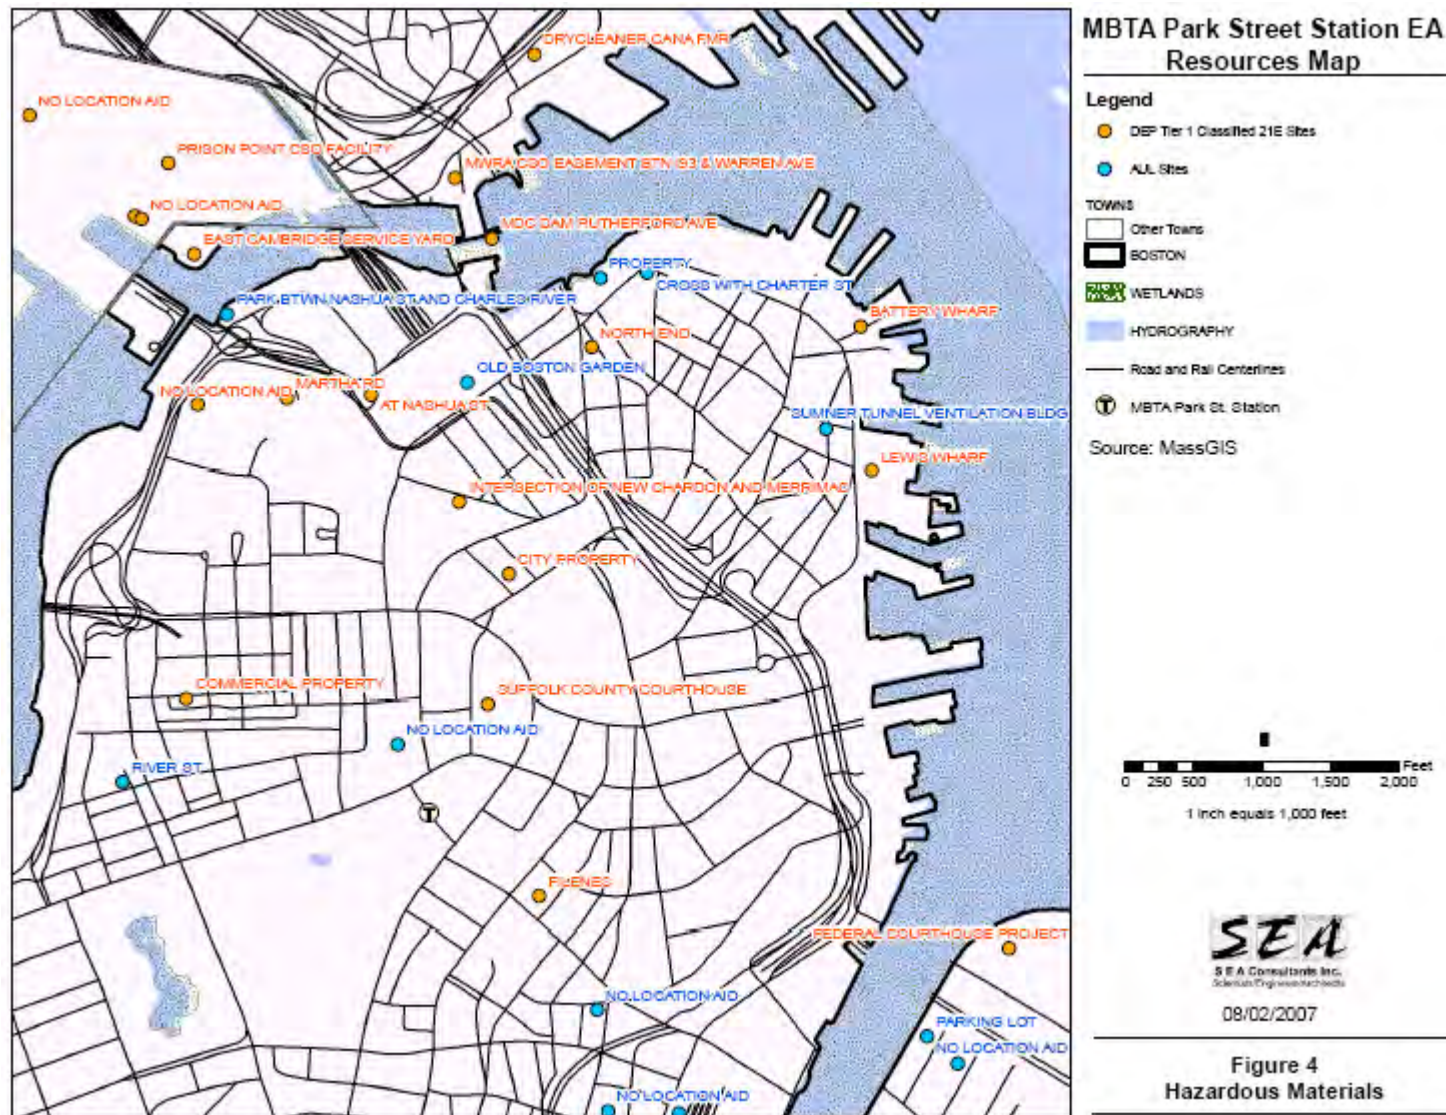 MBTA Park Street Station EA
Resources Map
Legend
DEP Tier 1 Classified 21E Sites
AUL Sites
TOWNS
Other Towns
BOSTON
WETLANDS
HYDROGRAPHY
Road and Rail Centerlines
MBTA Park St. Station
Source: MassGIS
DRYCLEANER CANA FMR
NO LOCATION AID
PRISON POINT CSO FACILITY
MWRA CSO EASEMENT STN I93 & WARREN AVE
NO LOCATION AID
MDC DAM RUTHERFORD AVE
EAST CAMBRIDGE SERVICE YARD
PROPERTY
CROSS WITH CHARTER ST
PARK BTWN NASHUA ST AND CHARLES RIVER
BATTERY WHARF
NORTH END
OLD BOSTON GARDEN
NO LOCATION AID
MARTHA RD
AT NASHUA ST
SUMNER TUNNEL VENTILATION BLDG
LEWIS WHARF
INTERSECTION OF NEW CHARDON AND MERRIMAC
CITY PROPERTY
COMMERCIAL PROPERTY
SUFFOLK COUNTY COURTHOUSE
NO LOCATION AID
RIVER ST
T
FILENES
FEDERAL COURTHOUSE PROJECT
NO LOCATION AID
PARKING LOT
NO LOCATION AID
NO LOCATION AID
Feet
0 250 500 1,000 1,500 2,000
1 inch equals 1,000 feet
SEA
S E A Consultants Inc.
Scientists/Engineers/Architects
08/02/2007
Figure 4
Hazardous Materials